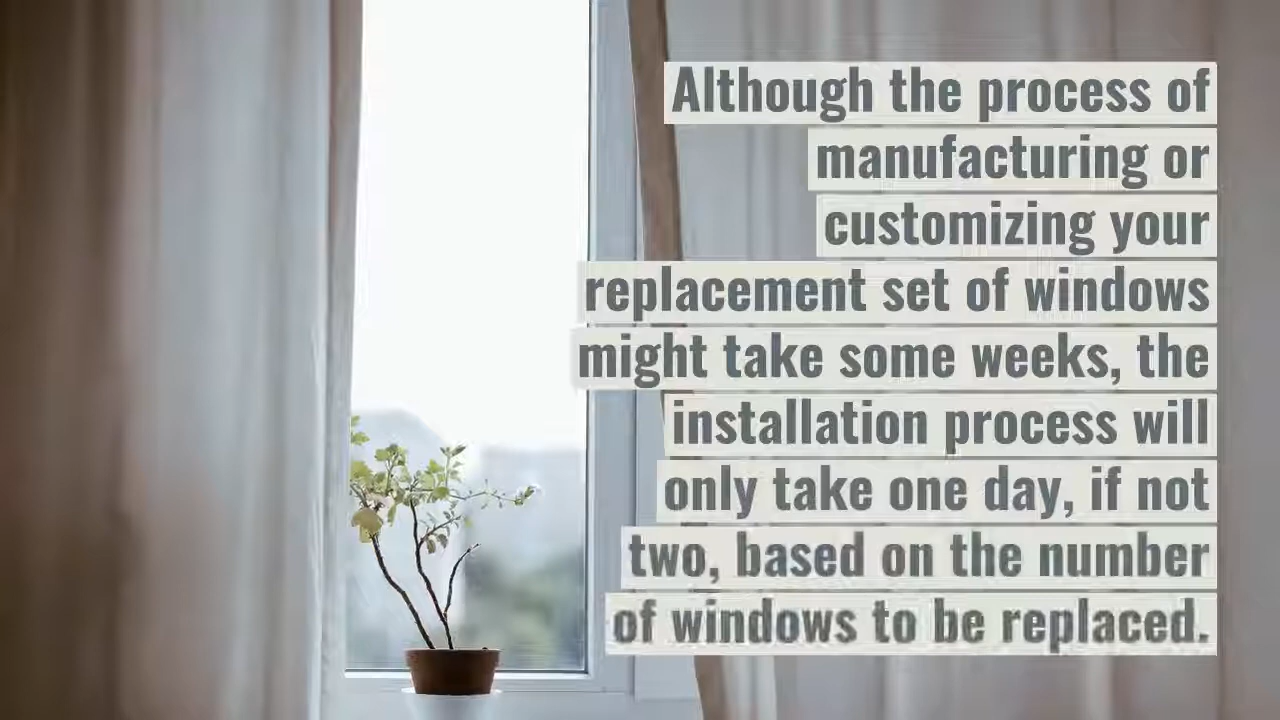 Although the process of
manufacturing or
customizing your
replacement set of windows
might take some weeks, the
installation process will
only take one day, if not
two, based on the number
of windows to be replaced.